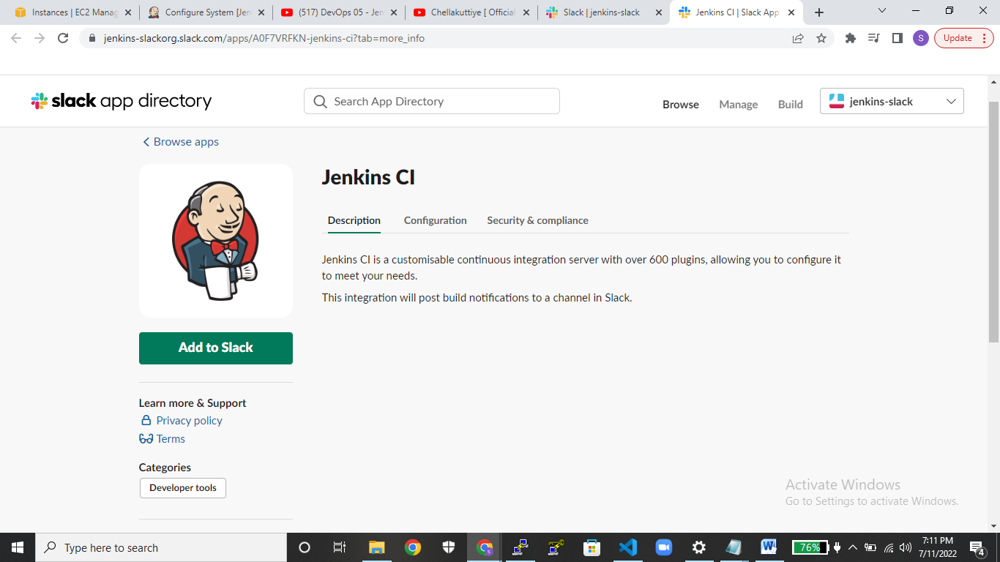 Instances | EC2 Manag
Configure System [Jen
(517) DevOps 05 - Jen
Chellakuttiye [ Official
Slack | jenkins-slack
Jenkins CI | Slack App
jenkins-slackorg.slack.com/apps/A0F7VRFKN-jenkins-ci?tab=more_info
S
Update
slack app directory
Search App Directory
Browse
Manage
Build
jenkins-slack
Browse apps
Jenkins CI
Description
Configuration
Security & compliance
Jenkins CI is a customisable continuous integration server with over 600 plugins, allowing you to configure it
to meet your needs.
This integration will post build notifications to a channel in Slack.
Add to Slack
Learn more & Support
Privacy policy
Terms
Categories
Developer tools
Activate Windows
Go to Settings to activate Windows.
Type here to search
76%
7:11 PM
7/11/2022
4